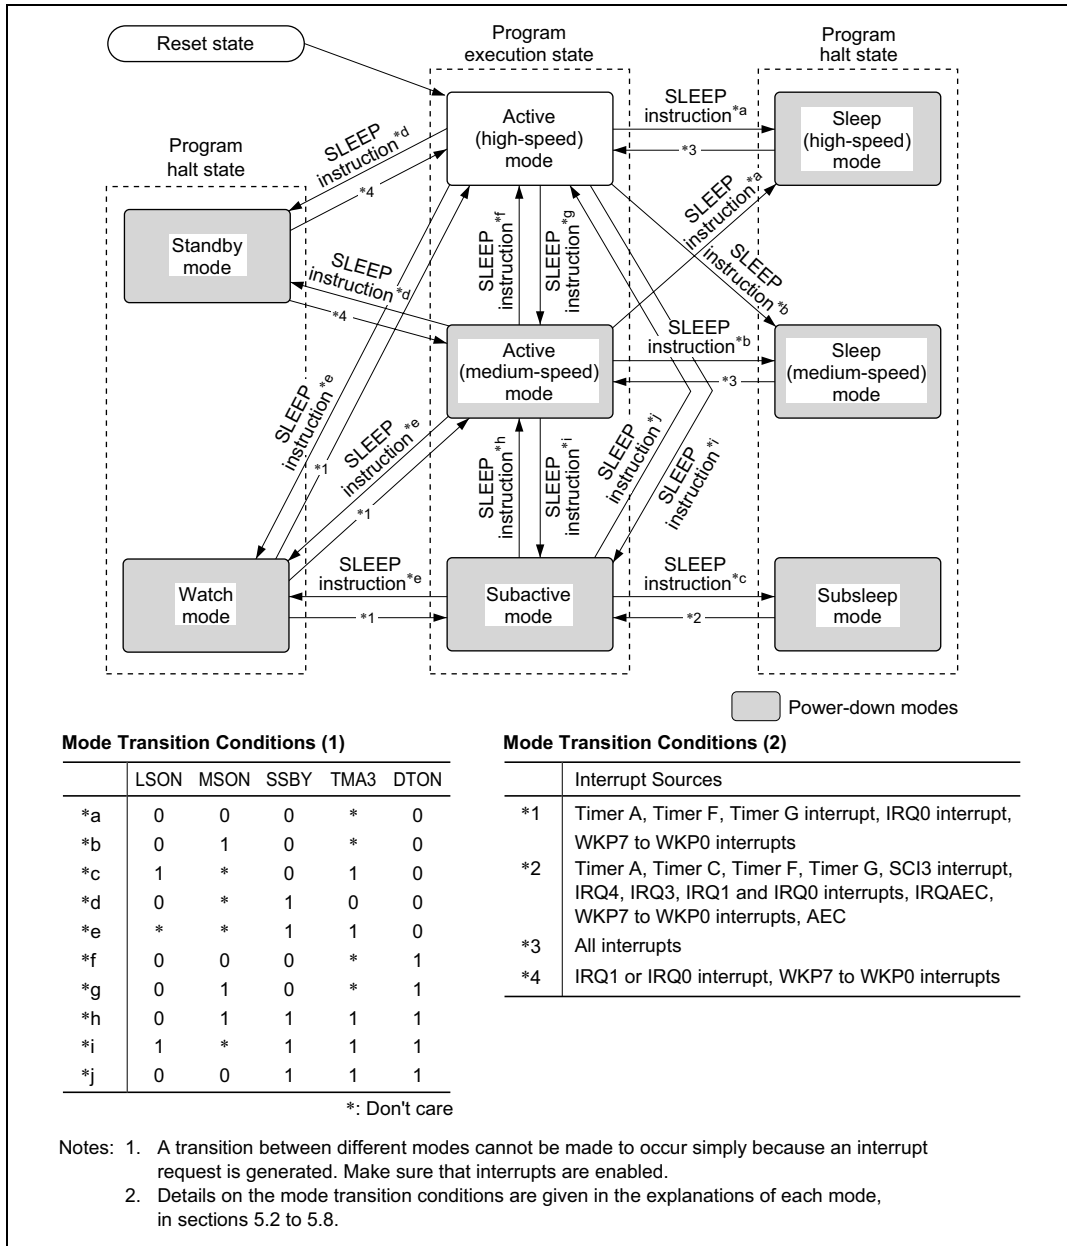 Reset state
Program
execution state
Program
halt state
Program
halt state
Active
(high-speed)
mode
SLEEP
instruction*a
*3
Sleep
(high-speed)
mode
SLEEP
instruction*d
*4
Standby
mode
SLEEP
instruction*d
*4
SLEEP
instruction*f
SLEEP
instruction*g
SLEEP
instruction*a
SLEEP
instruction*b
Active
(medium-speed)
mode
SLEEP
instruction*b
*3
Sleep
(medium-speed)
mode
SLEEP
instruction*e
*1
SLEEP
instruction*e
*1
SLEEP
instruction*h
SLEEP
instruction*i
SLEEP
instruction*j
SLEEP
instruction*i
Watch
mode
SLEEP
instruction*e
*1
Subactive
mode
SLEEP
instruction*c
*2
Subsleep
mode
Power-down modes
Mode Transition Conditions (1)
LSON MSON SSBY TMA3 DTON
*a 0 0 0 * 0
*b 0 1 0 * 0
*c 1 * 0 1 0
*d 0 * 1 0 0
*e * * 1 1 0
*f 0 0 0 * 1
*g 0 1 0 * 1
*h 0 1 1 1 1
*i 1 * 1 1 1
*j 0 0 1 1 1
*: Don't care
Mode Transition Conditions (2)
Interrupt Sources
*1 Timer A, Timer F, Timer G interrupt, IRQ0 interrupt,
WKP7 to WKP0 interrupts
*2 Timer A, Timer C, Timer F, Timer G, SCI3 interrupt,
IRQ4, IRQ3, IRQ1 and IRQ0 interrupts, IRQAEC,
WKP7 to WKP0 interrupts, AEC
*3 All interrupts
*4 IRQ1 or IRQ0 interrupt, WKP7 to WKP0 interrupts
Notes: 1. A transition between different modes cannot be made to occur simply because an interrupt
request is generated. Make sure that interrupts are enabled.
2. Details on the mode transition conditions are given in the explanations of each mode,
in sections 5.2 to 5.8.